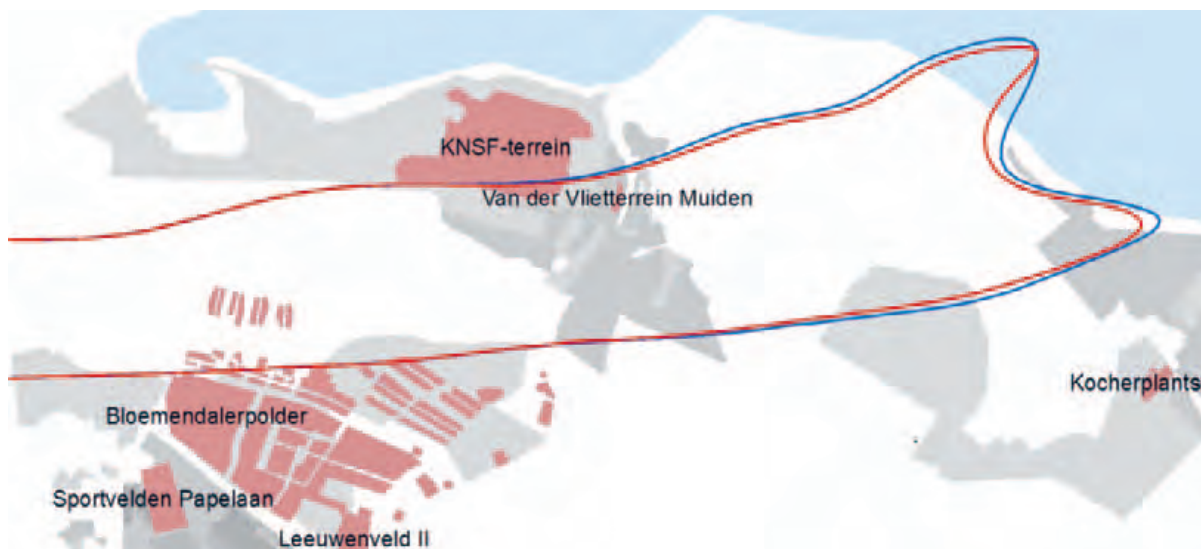 KNSF-terrein
Van der Vlietterrein Muiden
Kocherplants
Bloemendalerpolder
Sportvelden Papelaan
Leeuwenveld II